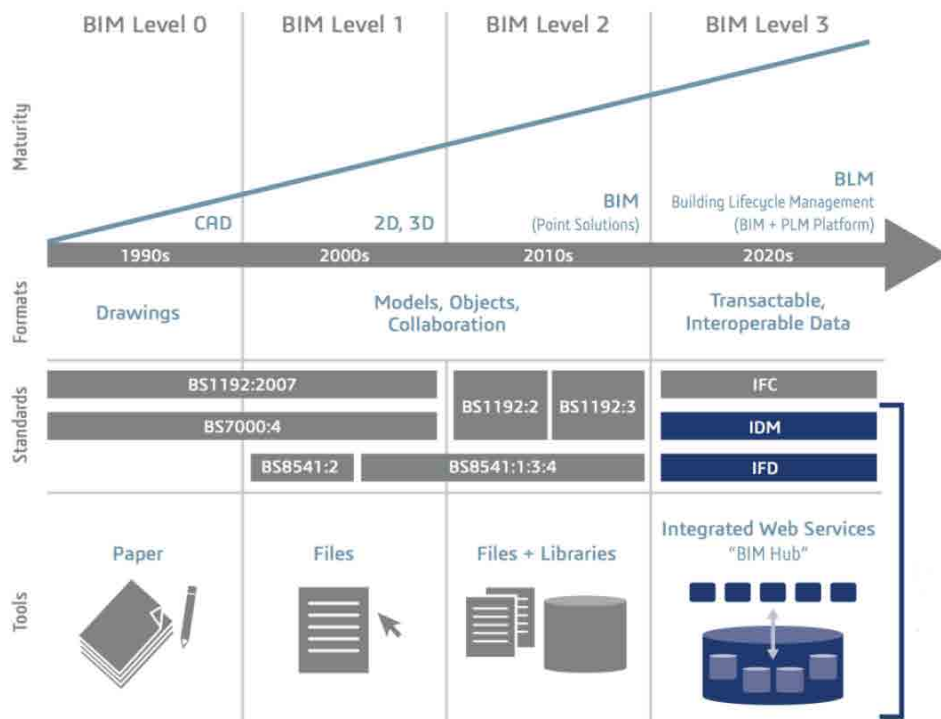 BIM Level 0
BIM Level 1
BIM Level 2
BIM Level 3
Maturity
CAD
2D, 3D
BIM
(Point Solutions)
BLM
Building Lifecycle Management
(BIM + PLM Platform)
1990s
2000s
2010s
2020s
Formats
Drawings
Models, Objects,
Collaboration
Transactable,
Interoperable Data
Standards
BS1192:2007
BS7000:4
BS8541:2
BS8541:1:3:4
BS1192:2
BS1192:3
IFC
IDM
IFD
Tools
Paper
Files
Files + Libraries
Integrated Web Services
"BIM Hub"